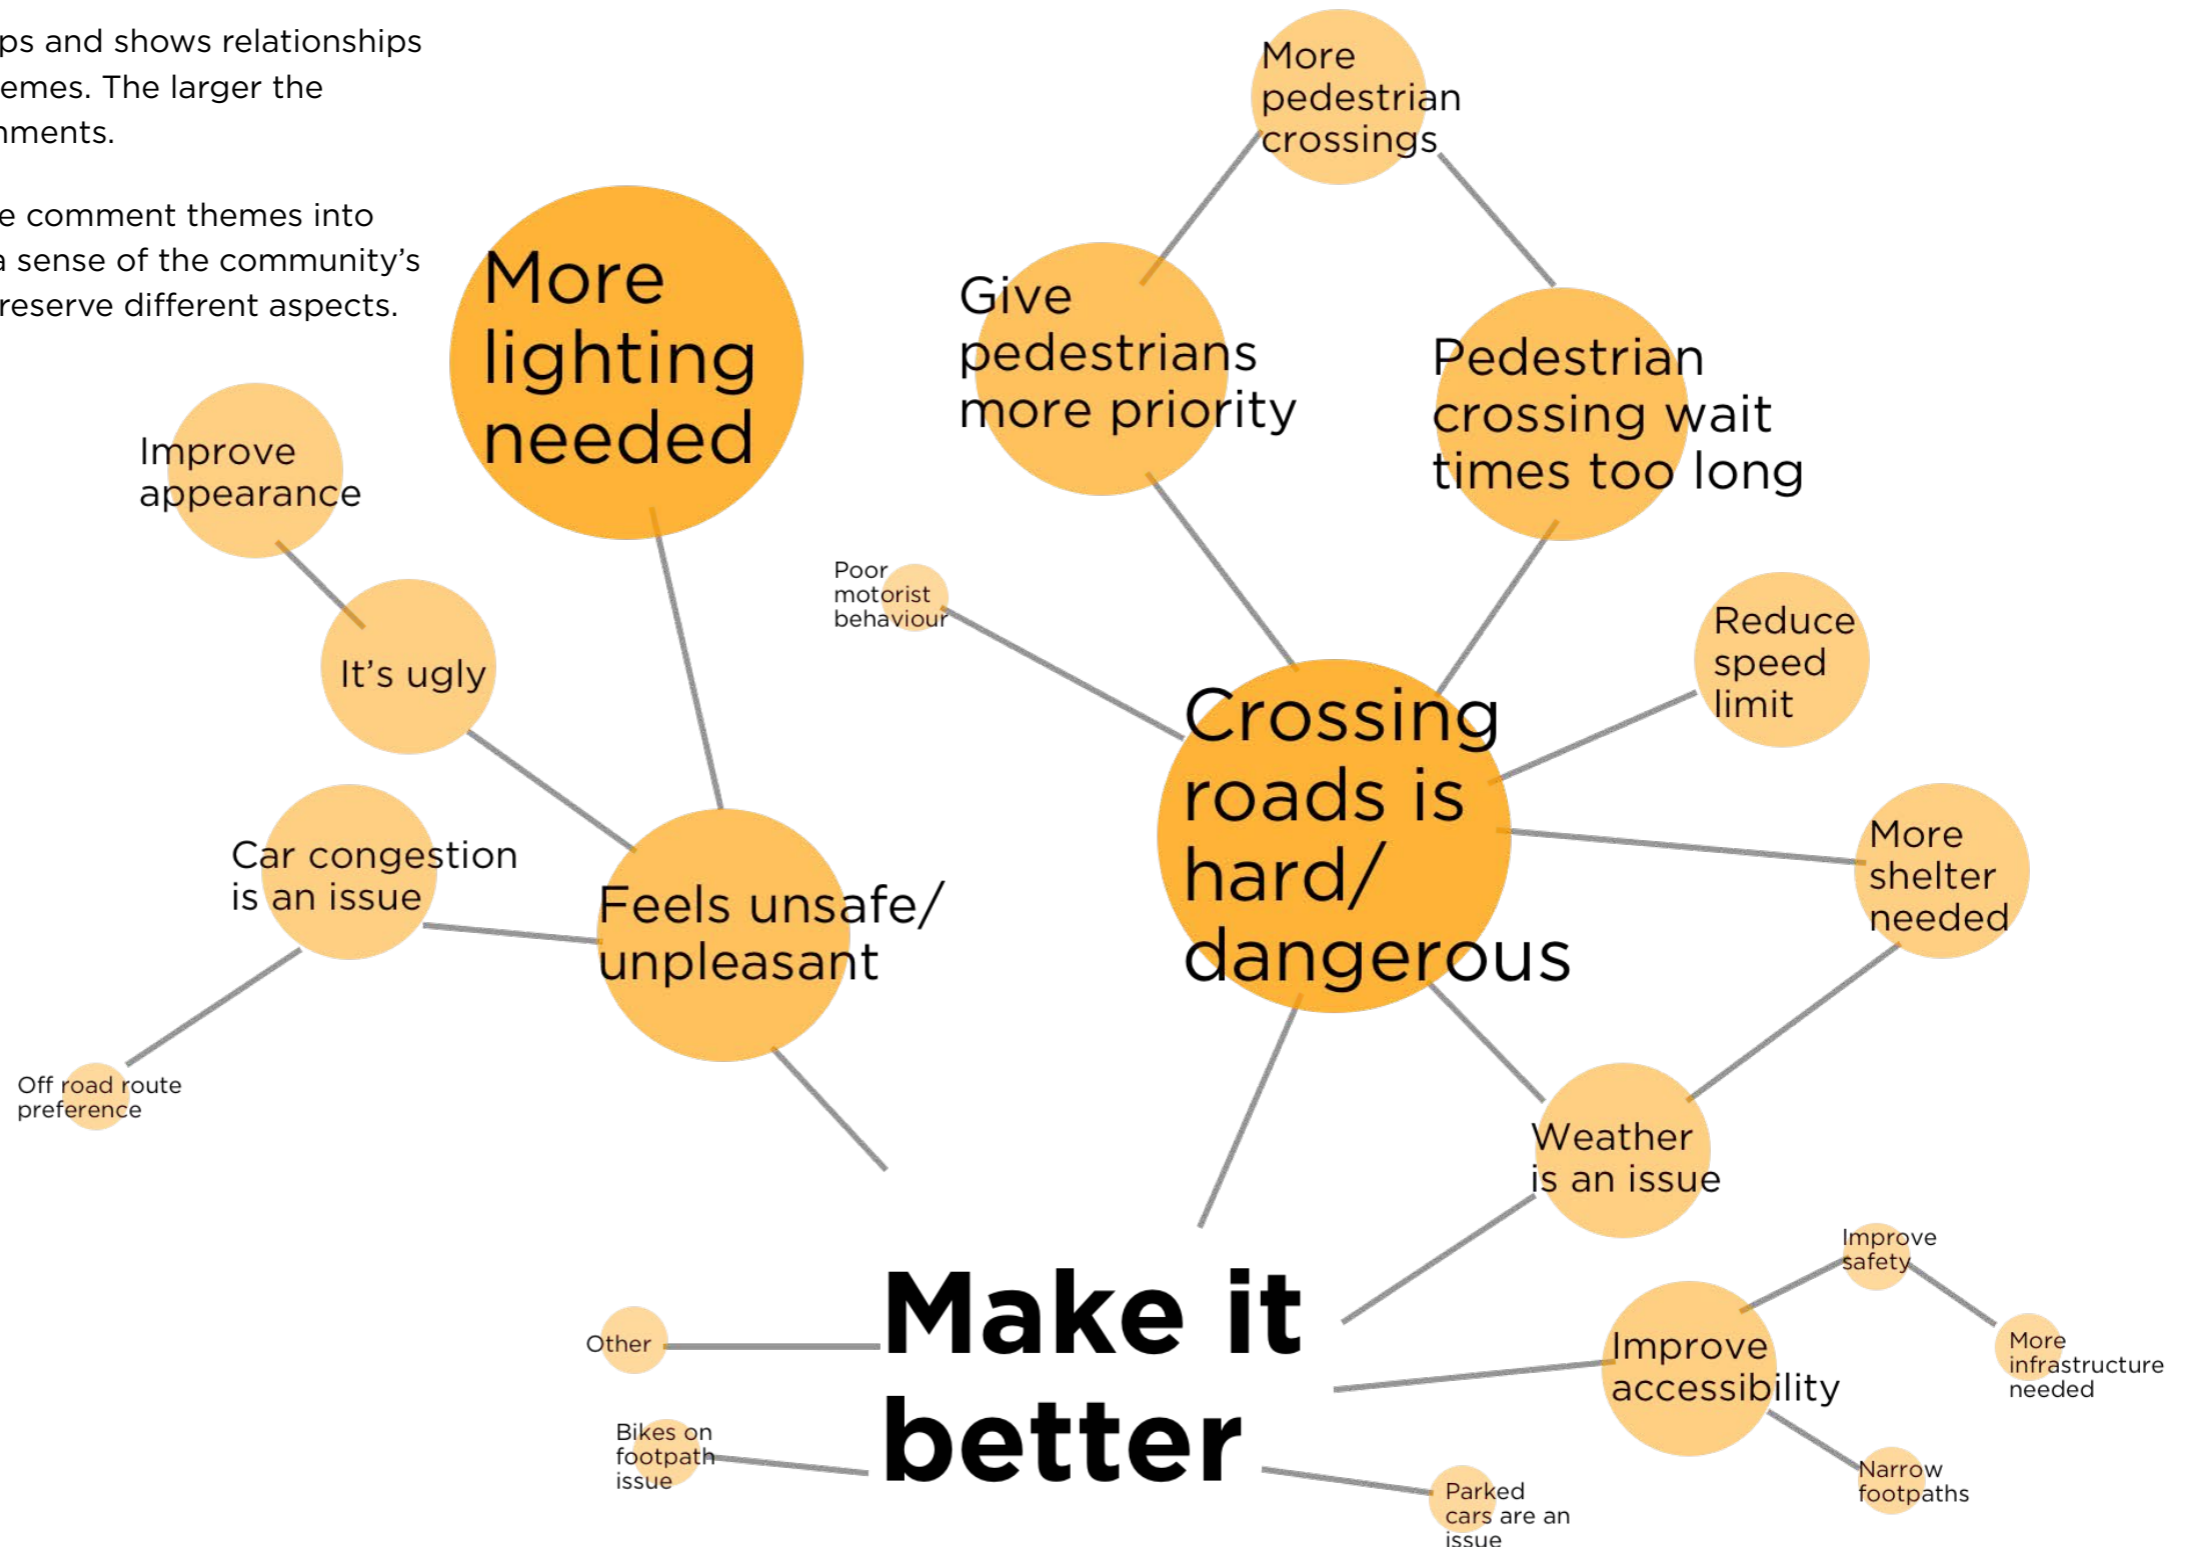 ps and shows relationships
emes. The larger the
ments.
e comment themes into
a sense of the community’s
reserve different aspects.
More
pedestrian
crossings
More
lighting
needed
Give
pedestrians
more priority
Pedestrian
crossing wait
times too long
Improve
appearance
Poor
motorist
behaviour
It’s ugly
Reduce
speed
limit
Crossing
roads is
hard/
dangerous
Car congestion
is an issue
Feels unsafe/
unpleasant
More
shelter
needed
Off road route
preference
Weather
is an issue
Improve
safety
Make it
better
Other
Improve
accessibility
More
infrastructure
needed
Bikes on
footpath
issue
Parked
cars are an
issue
Narrow
footpaths